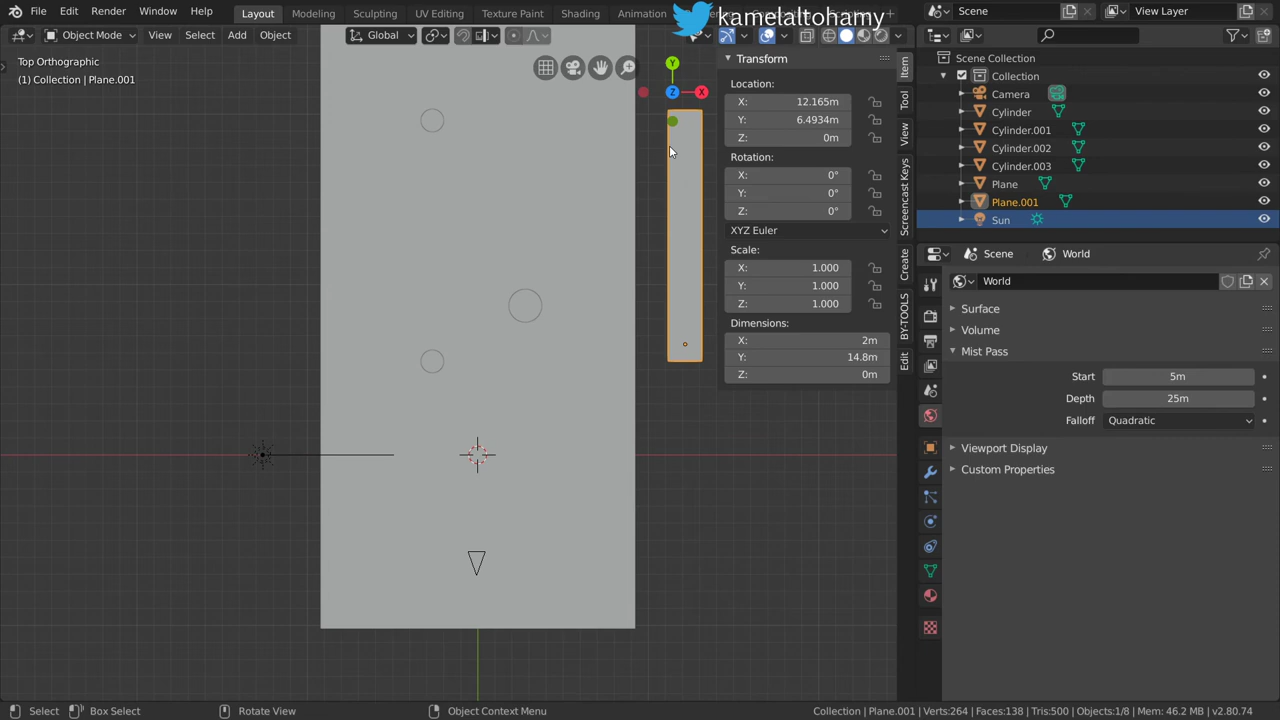 File Edit Render Window Help Layout Modeling Sculpting UV Editing Texture Paint Shading Animation kamelaltohamy Scene View Layer
Object Mode View Select Add Object Global
Top Orthographic
(1) Collection | Plane.001
Y
Z X
Transform
Location:
X: 12.165m
Y: 6.4934m
Z: 0m
Rotation:
X: 0°
Y: 0°
Z: 0°
XYZ Euler
Scale:
X: 1.000
Y: 1.000
Z: 1.000
Dimensions:
X: 2m
Y: 14.8m
Z: 0m
Item
Tool
View
Screencast Keys
Create
BY-TOOLS
Edit
Scene Collection
Collection
Camera
Cylinder
Cylinder.001
Cylinder.002
Cylinder.003
Plane
Plane.001
Sun
Scene World
World
Surface
Volume
Mist Pass
Start 5m
Depth 25m
Falloff Quadratic
Viewport Display
Custom Properties
Select Box Select Rotate View Object Context Menu Collection | Plane.001 | Verts:264 | Faces:138 | Tris:500 | Objects:1/8 | Mem: 46.2 MB | v2.80.74